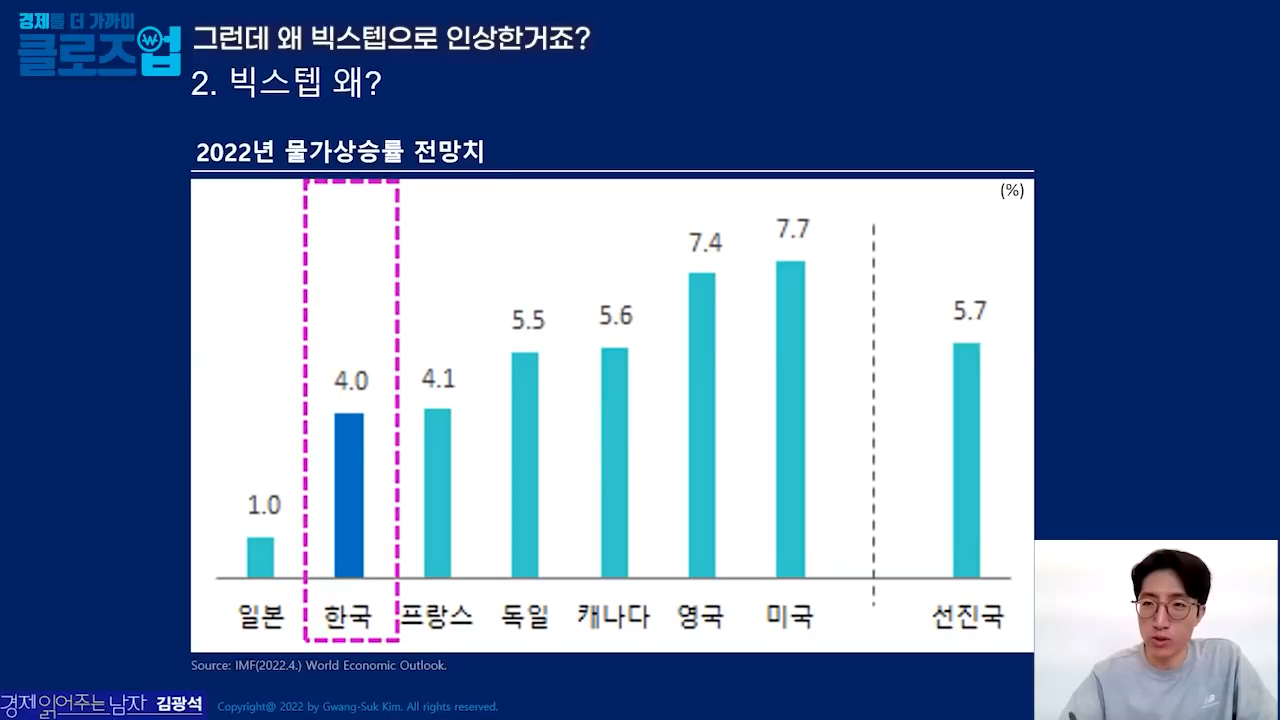 경제를 더 가까이
클로즈업
그런데 왜 빅스텝으로 인상한거죠?
2. 빅스텝 왜?
2022년 물가상승률 전망치
(%)
1.0
4.0
4.1
5.5
5.6
7.4
7.7
5.7
일본 한국 프랑스 독일 캐나다 영국 미국 선진국
Source: IMF(2022.4.) World Economic Outlook.
경제읽어주는남자 김광석
Copyright@ 2022 by Gwang-Suk Kim. All rights reserved.